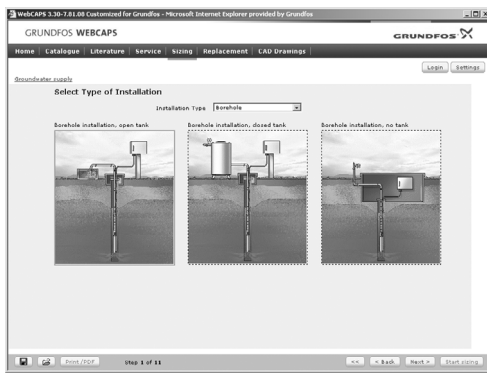 WebCAPS 3.30-7.81.08 Customized for Grundfos - Microsoft Internet Explorer provided by Grundfos
GRUNDFOS WEBCAPS
GRUNDFOS
Home | Catalogue | Literature | Service | Sizing | Replacement | CAD Drawings
Login Settings
Groundwater supply
Select Type of Installation
Installation Type Borehole
Borehole installation, open tank
Borehole installation, closed tank
Borehole installation, no tank
Print/PDF Step 1 of 11 << < Back Next > Start sizing